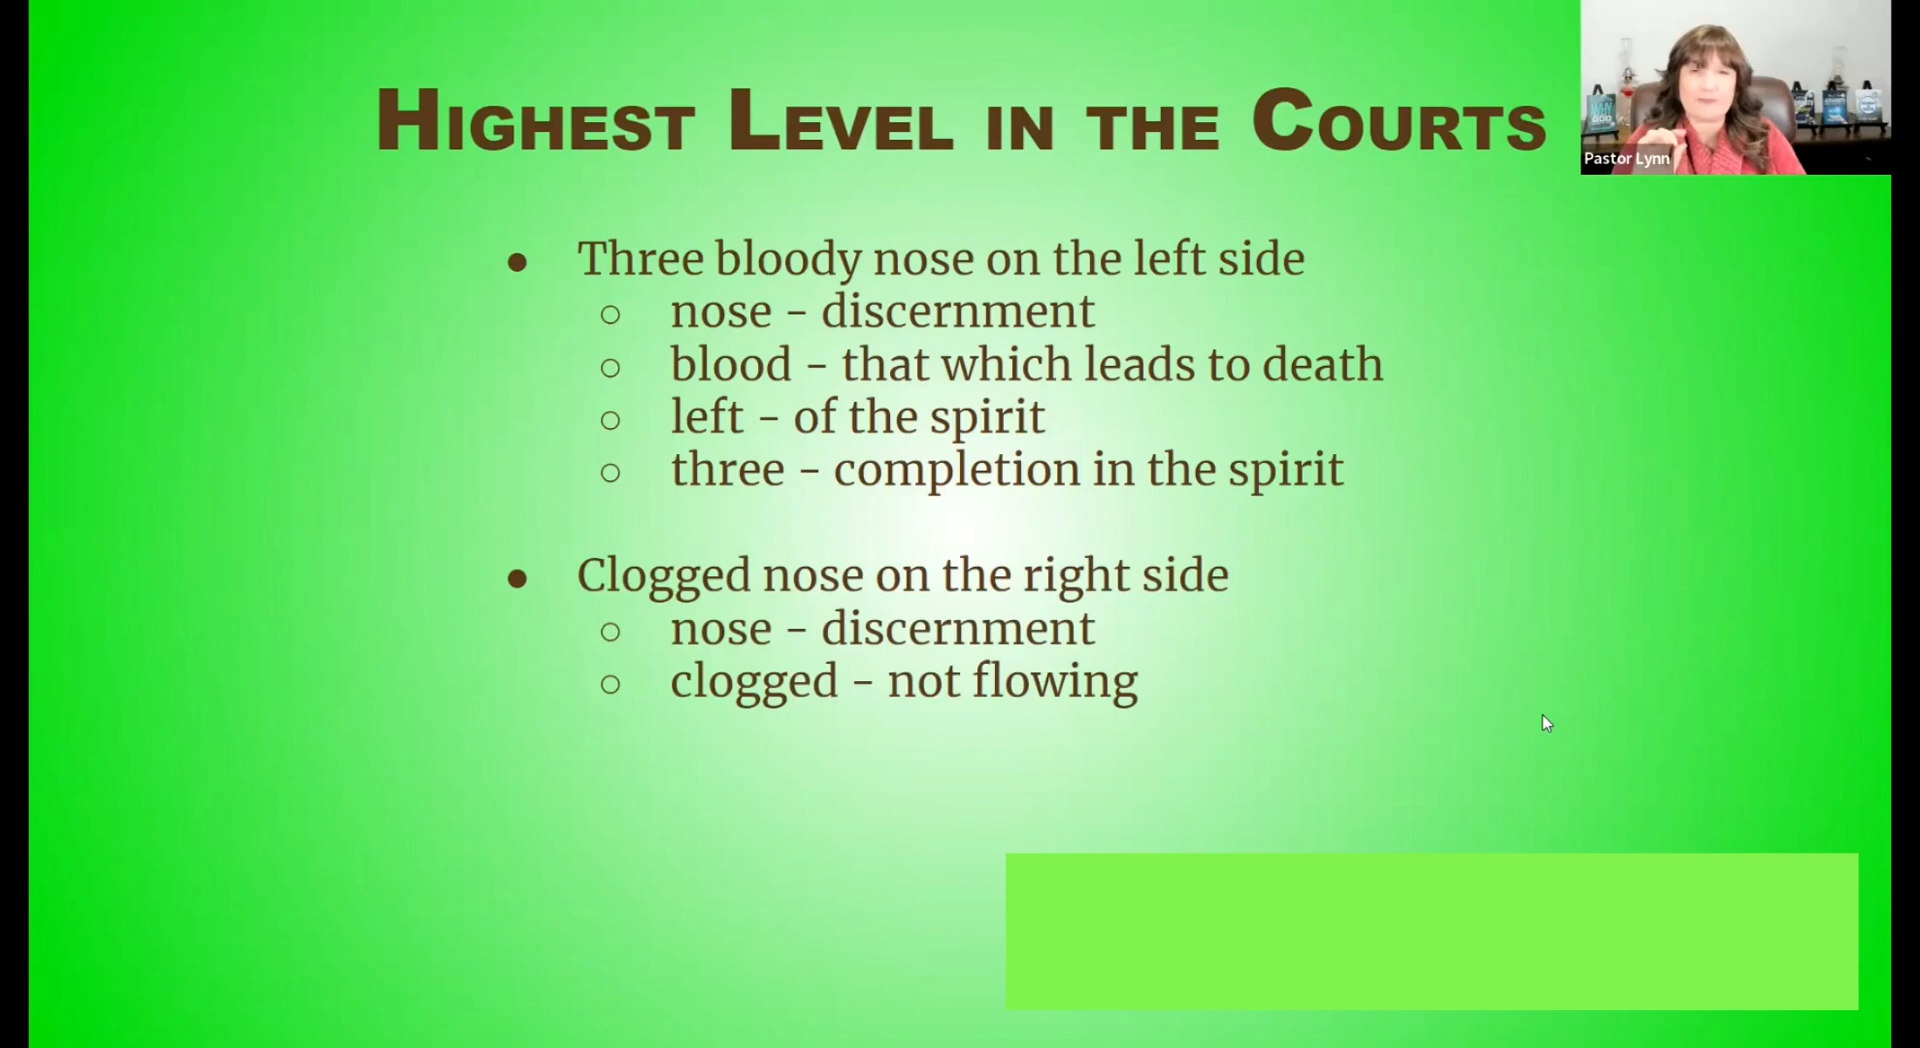 HIGHEST LEVEL IN THE COURTS
Pastor Lynn
● Three bloody nose on the left side
○ nose - discernment
○ blood - that which leads to death
○ left - of the spirit
○ three - completion in the spirit
● Clogged nose on the right side
○ nose - discernment
○ clogged - not flowing